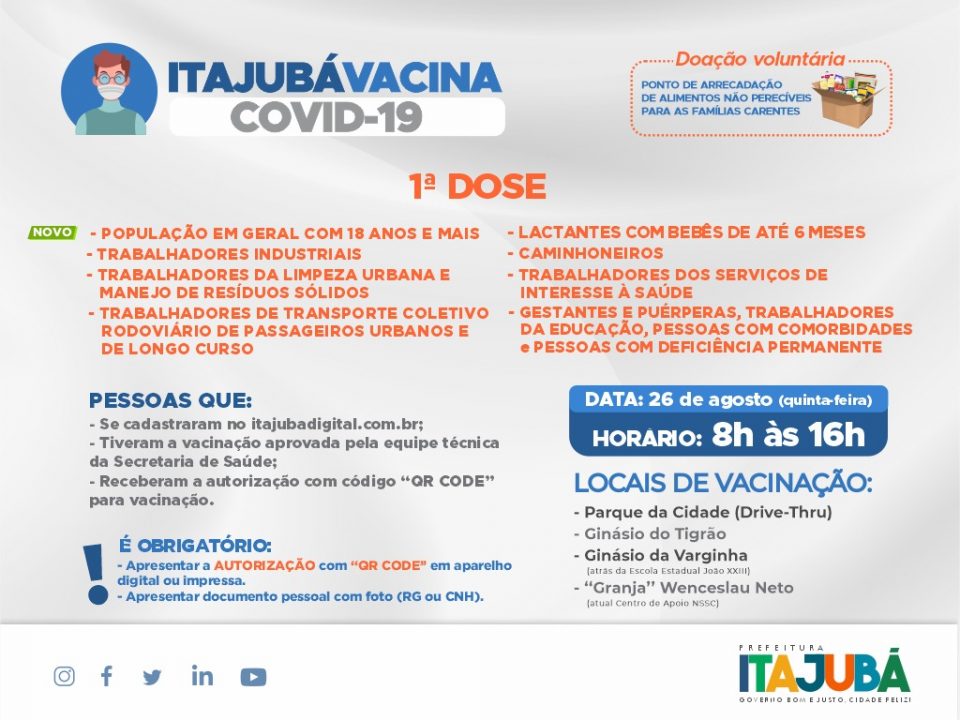 ITAJUBÁVACINA
COVID-19
Doação voluntária
PONTO DE ARRECADAÇÃO
DE ALIMENTOS NÃO PERECÍVEIS
PARA AS FAMÍLIAS CARENTES
1ª DOSE
NOVO - POPULAÇÃO EM GERAL COM 18 ANOS E MAIS
- TRABALHADORES INDUSTRIAIS
- TRABALHADORES DA LIMPEZA URBANA E
MANEJO DE RESÍDUOS SÓLIDOS
- TRABALHADORES DE TRANSPORTE COLETIVO
RODOVIÁRIO DE PASSAGEIROS URBANOS E
DE LONGO CURSO
- LACTANTES COM BEBÊS DE ATÉ 6 MESES
- CAMINHONEIROS
- TRABALHADORES DOS SERVIÇOS DE
INTERESSE À SAÚDE
- GESTANTES E PUÉRPERAS, TRABALHADORES
DA EDUCAÇÃO, PESSOAS COM COMORBIDADES
e PESSOAS COM DEFICIÊNCIA PERMANENTE
PESSOAS QUE:
- Se cadastraram no itajubadigital.com.br;
- Tiveram a vacinação aprovada pela equipe técnica
da Secretaria de Saúde;
- Receberam a autorização com código “QR CODE”
para vacinação.
! É OBRIGATÓRIO:
- Apresentar a AUTORIZAÇÃO com “QR CODE” em aparelho
digital ou impressa.
- Apresentar documento pessoal com foto (RG ou CNH).
DATA: 26 de agosto (quinta-feira)
HORÁRIO: 8h às 16h
LOCAIS DE VACINAÇÃO:
- Parque da Cidade (Drive-Thru)
- Ginásio do Tigrão
- Ginásio da Varginha
(atrás da Escola Estadual João XXIII)
- “Granja” Wenceslau Neto
(atual Centro de Apoio NSSC)
PREFEITURA
ITAJUBÁ
GOVERNO BOM E JUSTO, CIDADE FELIZ!